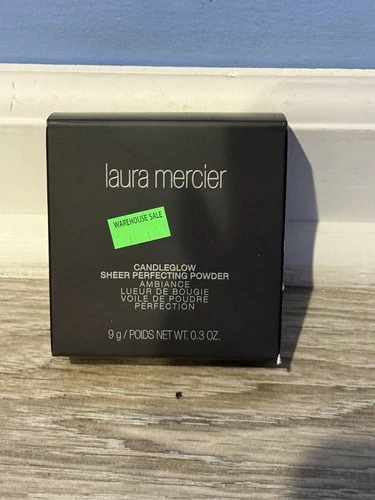 laura mercier
WAREHOUSE SALE
CANDLEGLOW
SHEER PERFECTING POWDER
AMBIANCE
LUEUR DE BOUGIE
VOILE DE POUDRE
PERFECTION
9 g / POIDS NET WT. 0.3 OZ.